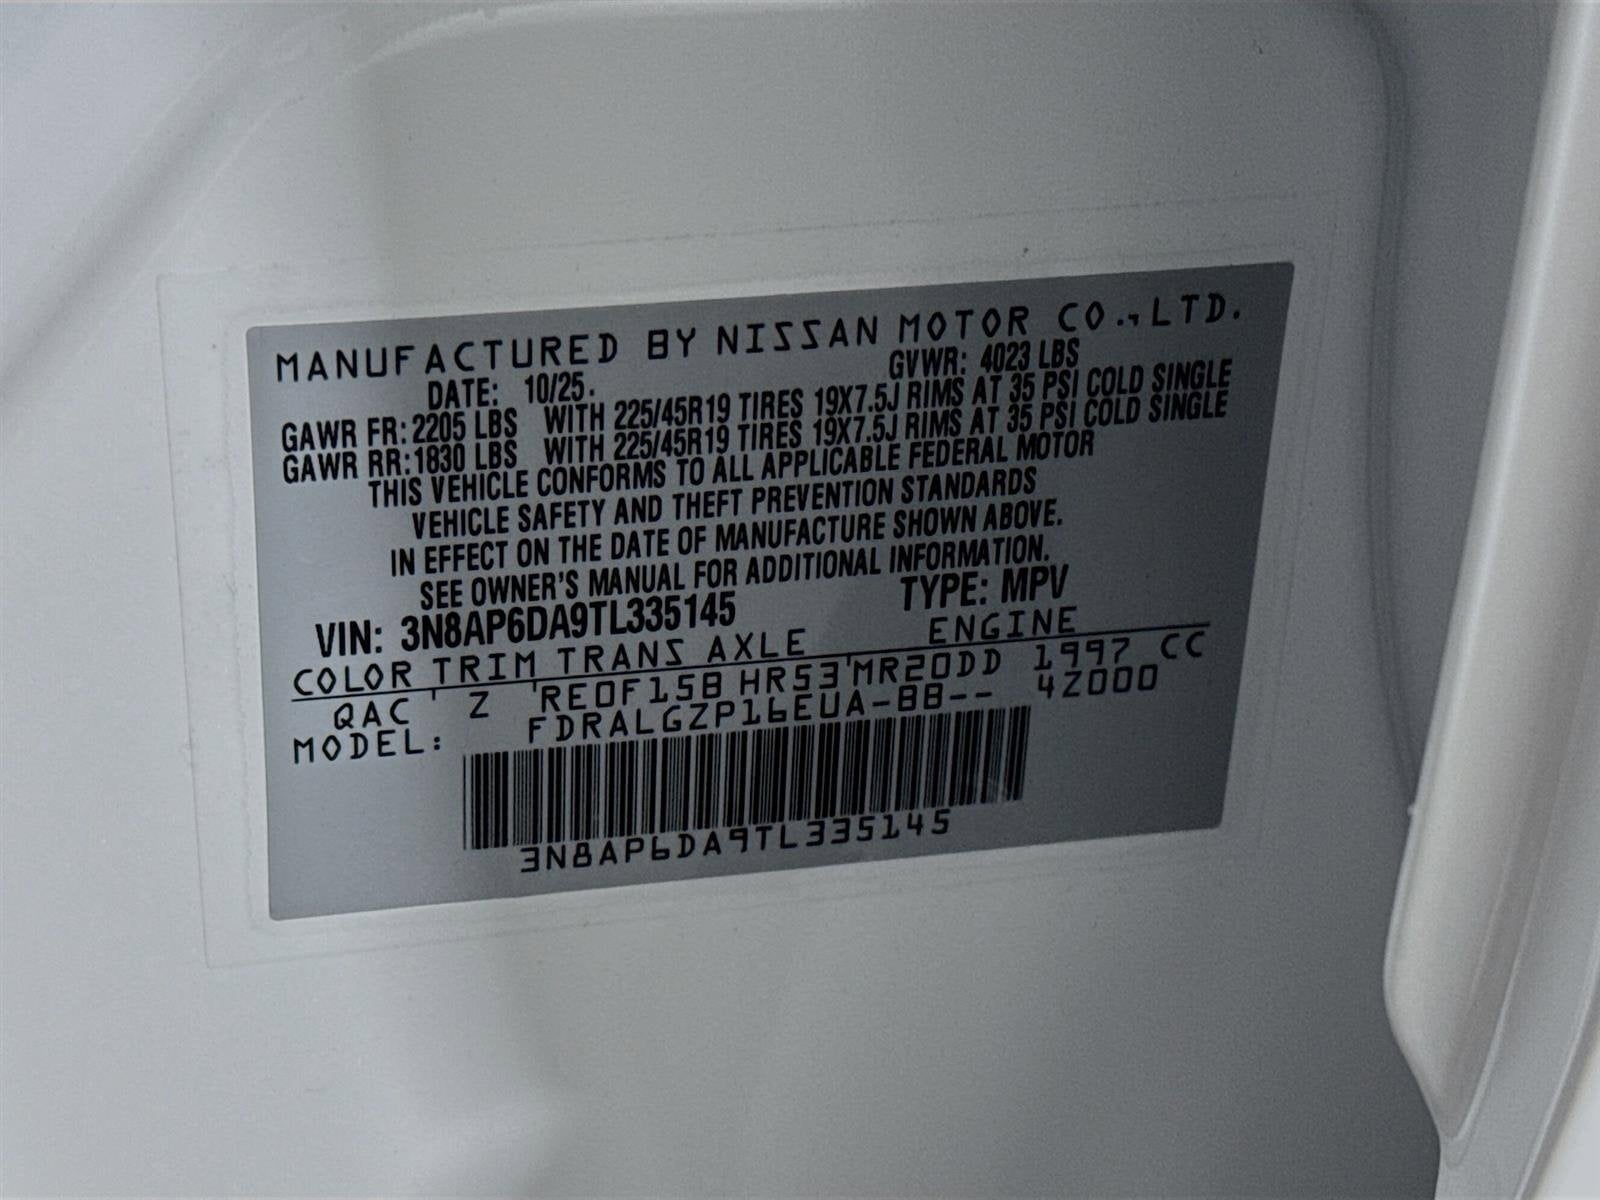 MANUFACTURED BY NISSAN MOTOR CO.,LTD.
DATE: 10/25. GVWR: 4023 LBS
GAWR FR: 2205 LBS WITH 225/45R19 TIRES 19X7.5J RIMS AT 35 PSI COLD SINGLE
GAWR RR: 1830 LBS WITH 225/45R19 TIRES 19X7.5J RIMS AT 35 PSI COLD SINGLE
THIS VEHICLE CONFORMS TO ALL APPLICABLE FEDERAL MOTOR
VEHICLE SAFETY AND THEFT PREVENTION STANDARDS
IN EFFECT ON THE DATE OF MANUFACTURE SHOWN ABOVE.
SEE OWNER'S MANUAL FOR ADDITIONAL INFORMATION.
VIN: 3N8AP6DA9TL335145 TYPE: MPV
COLOR TRIM TRANS AXLE ENGINE
QAC Z RE0F15B HR53 MR20DD 1997 CC
MODEL: FDRALGZP16EUA-BB-- 4Z000
3N8AP6DA9TL335145